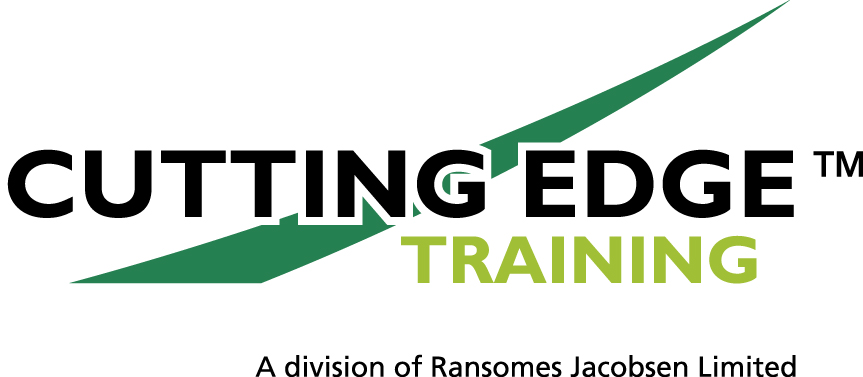 CUTTING EDGE™
TRAINING
A division of Ransomes Jacobsen Limited